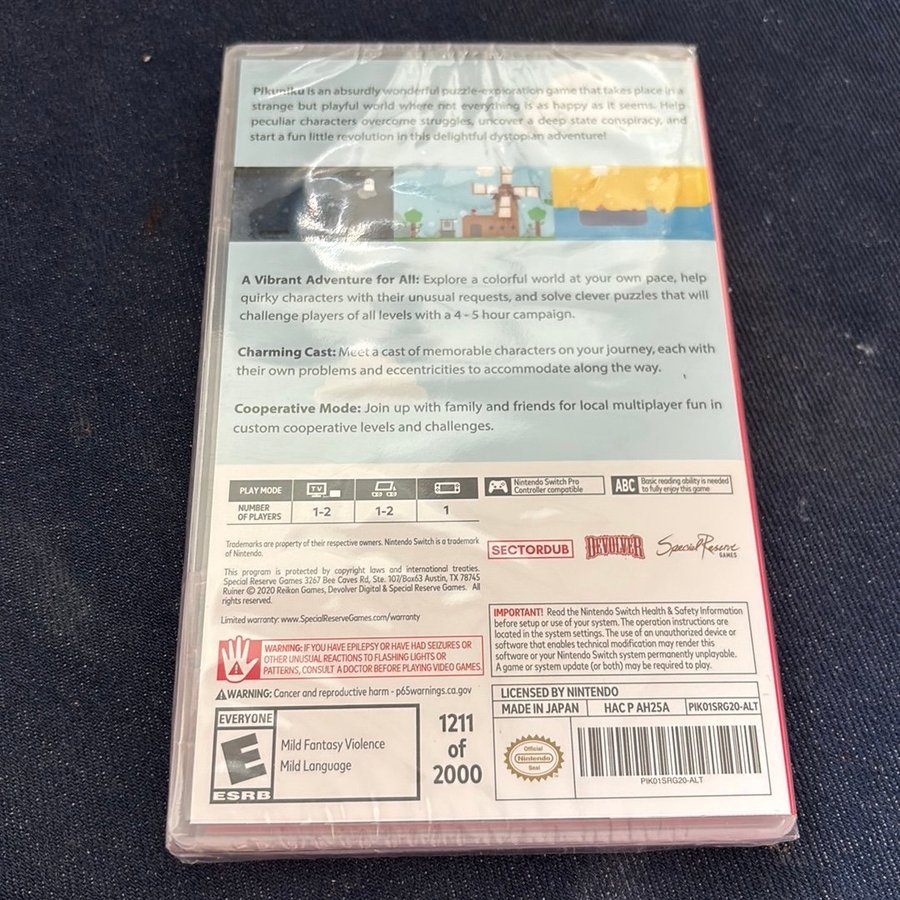 Pikuniku is an absurdly wonderful puzzle-exploration game that takes place in a
strange but playful world where not everything is as happy as it seems. Help
peculiar characters overcome struggles, uncover a deep state conspiracy, and
start a fun little revolution in this delightful dystopian adventure!
A Vibrant Adventure for All: Explore a colorful world at your own pace, help
quirky characters with their unusual requests, and solve clever puzzles that will
challenge players of all levels with a 4 - 5 hour campaign.
Charming Cast: Meet a cast of memorable characters on your journey, each with
their own problems and eccentricities to accommodate along the way.
Cooperative Mode: Join up with family and friends for local multiplayer fun in
custom cooperative levels and challenges.
PLAY MODE
TV
NUMBER
OF PLAYERS
1-2
1-2
1
Nintendo Switch Pro
Controller compatible
ABC
Basic reading ability is needed
to fully enjoy this game
Trademarks are property of their respective owners. Nintendo Switch is a trademark
of Nintendo.
This program is protected by copyright laws and international treaties.
Special Reserve Games 3267 Bee Caves Rd, Ste. 107/Box63 Austin, TX 78745
Ruiner © 2020 Reikon Games, Devolver Digital & Special Reserve Games. All
rights reserved.
Limited warranty: www.SpecialReserveGames.com/warranty
SECTORDUB
DEVOLVER
Special Reserve
GAMES
WARNING: IF YOU HAVE EPILEPSY OR HAVE HAD SEIZURES OR
OTHER UNUSUAL REACTIONS TO FLASHING LIGHTS OR
PATTERNS, CONSULT A DOCTOR BEFORE PLAYING VIDEO GAMES.
WARNING: Cancer and reproductive harm - p65warnings.ca.gov
IMPORTANT! Read the Nintendo Switch Health & Safety Information
before setup or use of your system. The operation instructions are
located in the system settings. The use of an unauthorized device or
software that enables technical modification may render this
software or your Nintendo Switch system permanently unplayable.
A game or system update (or both) may be required to play.
EVERYONE
E
ESRB
Mild Fantasy Violence
Mild Language
1211
of
2000
LICENSED BY NINTENDO
MADE IN JAPAN
HAC P AH25A
PIK01SRG20-ALT
Official
Nintendo
Seal
PIK01SRG20-ALT